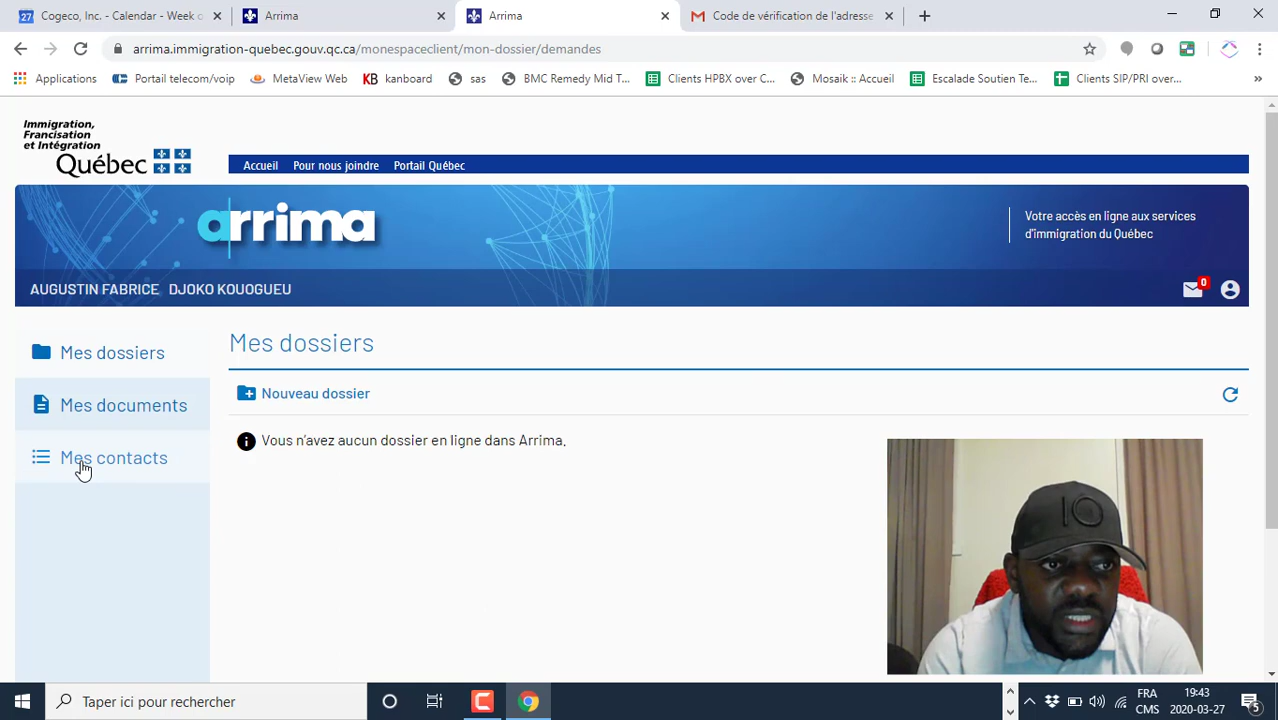 27 Cogeco, Inc. - Calendar - Week o
Arrima
Arrima
Code de vérification de l'adresse
arrima.immigration-quebec.gouv.qc.ca/monespaceclient/mon-dossier/demandes
Applications
Portail telecom/voip
MetaView Web
KB kanboard
sas
BMC Remedy Mid T...
Clients HPBX over C...
Mosaik :: Accueil
Escalade Soutien Te...
Clients SIP/PRI over...
»
Immigration,
Francisation
et Intégration
Québec
Accueil Pour nous joindre Portail Québec
arrima
Votre accès en ligne aux services
d'immigration du Québec
AUGUSTIN FABRICE DJOKO KOUOGUEU
0
Mes dossiers
Mes documents
Mes contacts
Mes dossiers
Nouveau dossier
Vous n'avez aucun dossier en ligne dans Arrima.
IO
Taper ici pour rechercher
FRA
CMS
19:43
2020-03-27
5